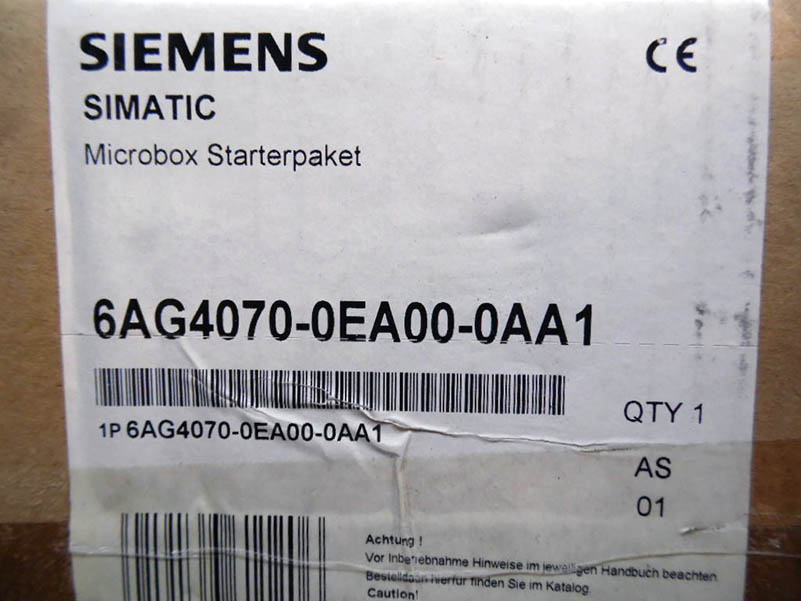 SIEMENS
CE
SIMATIC
Microbox Starterpaket
6AG4070-0EA00-0AA1
1P 6AG4070-0EA00-0AA1
QTY 1
AS
01
Achtung !
Vor Inbetriebnahme Hinweise im jeweiligen Handbuch beachten
Bestelldaten hierfür finden Sie im Katalog
Caution!